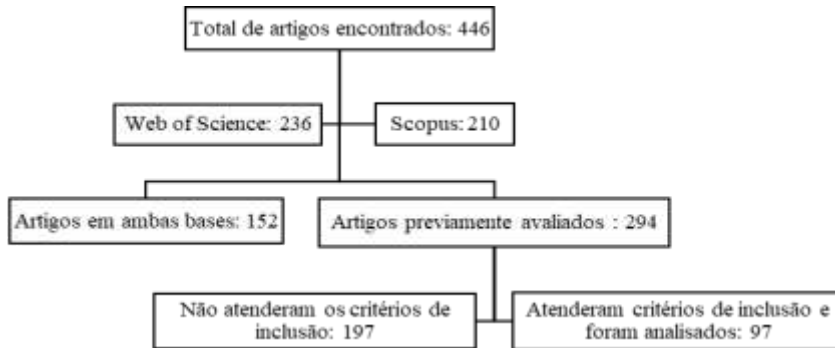 Total de artigos encontrados: 446
Web of Science: 236
Scopus: 210
Artigos em ambas bases: 152
Artigos previamente avaliados : 294
Não atenderam os critérios de
inclusão: 197
Atenderam critérios de inclusão e
foram analisados: 97